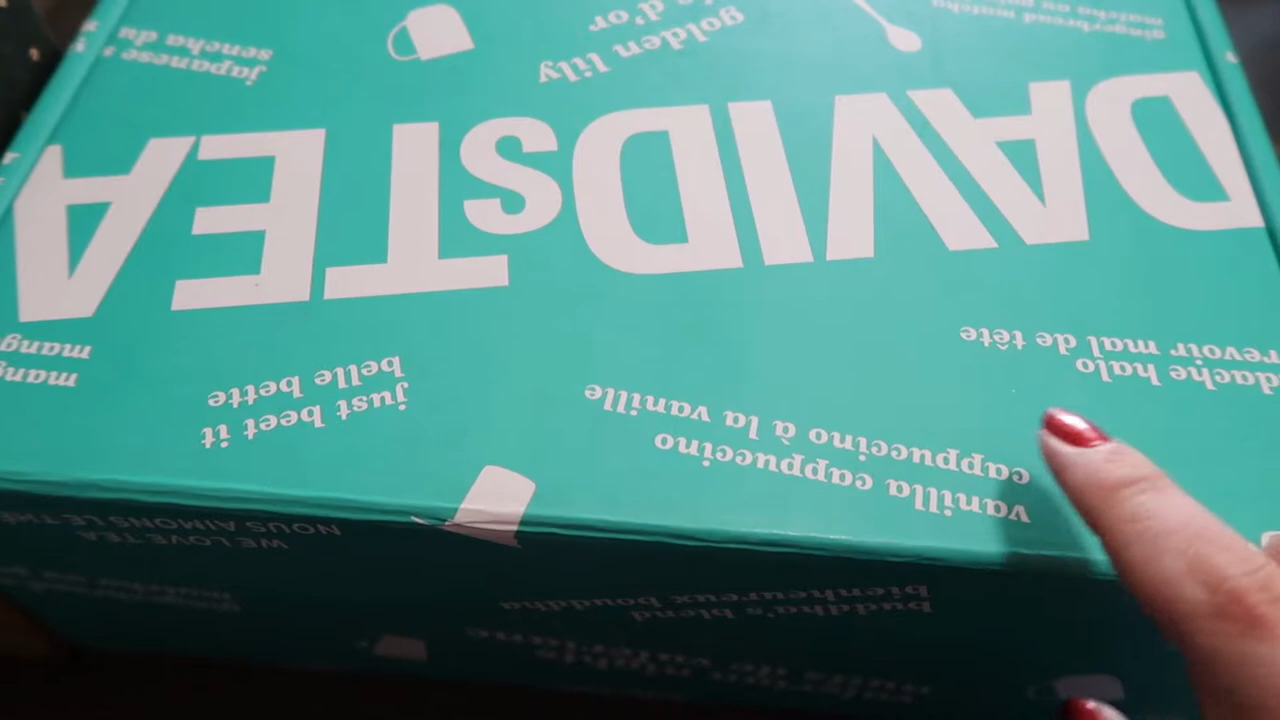 vanilla cappuccino
cappuccino à la vanille
just beet it
belle bette
dache halo
revoir mal de tête
mang
mang
DAVIDsTEA
golden lily
d'or
japanese
sencha du
gingerbread matcha
matcha au
WE LOVE TEA
NOUS AIMONS LE THÉ
buddha's blend
bienheureux bouddha